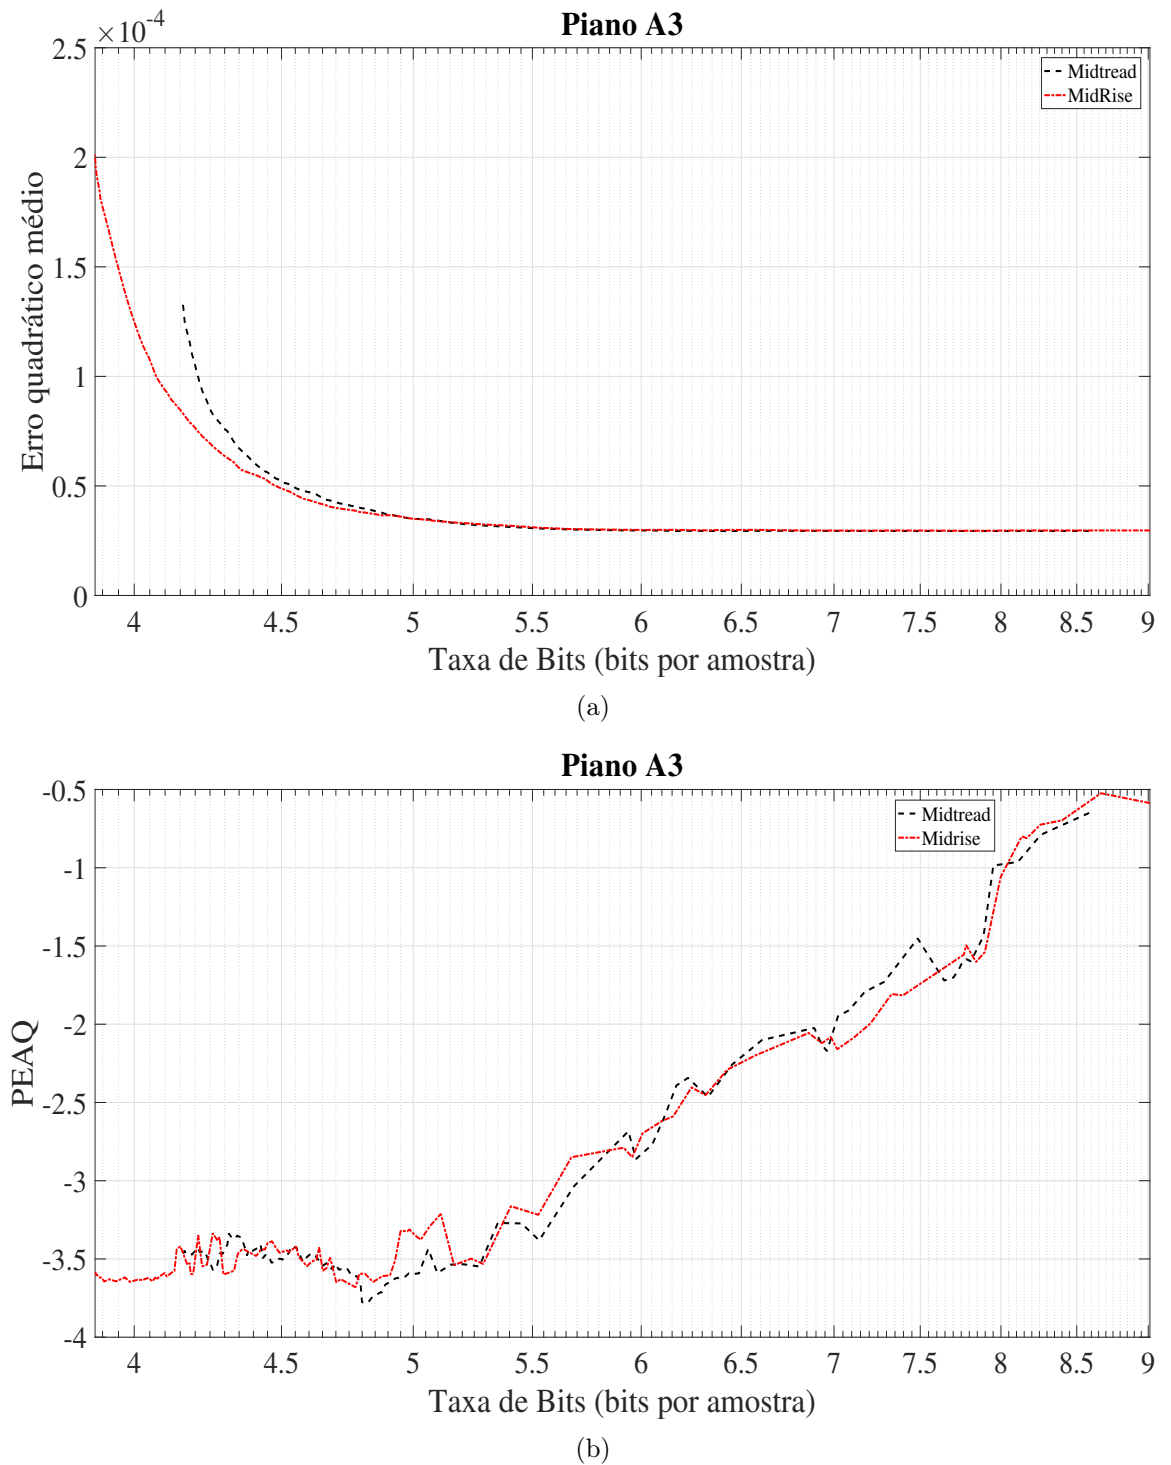 Piano A3
×10⁻⁴
2.5
2
1.5
1
0.5
0
Erro quadrático médio
Midtread
MidRise
4 4.5 5 5.5 6 6.5 7 7.5 8 8.5 9
Taxa de Bits (bits por amostra)
(a)
Piano A3
-0.5
-1
-1.5
-2
-2.5
-3
-3.5
-4
PEAQ
Midtread
Midrise
4 4.5 5 5.5 6 6.5 7 7.5 8 8.5 9
Taxa de Bits (bits por amostra)
(b)